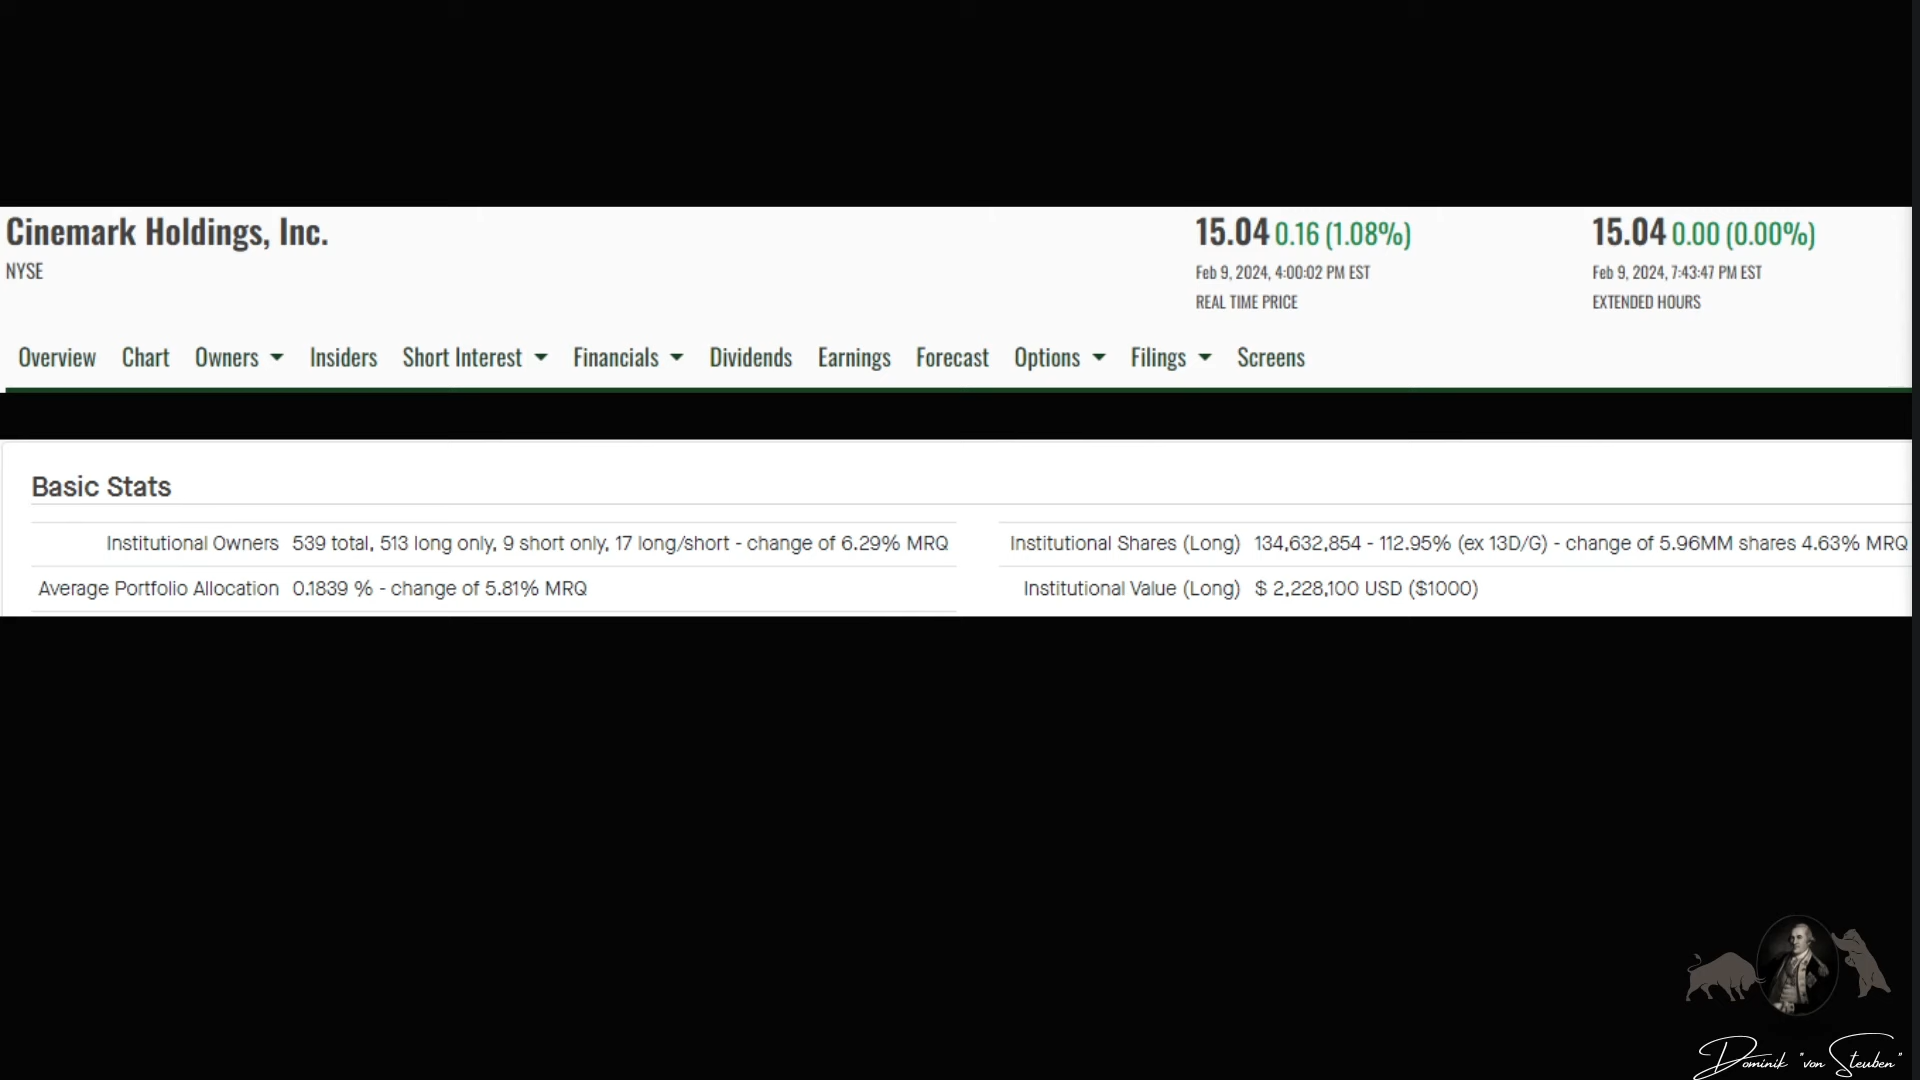 Cinemark Holdings, Inc.
NYSE
15.04 0.16 (1.08%)
Feb 9, 2024, 4:00:02 PM EST
REAL TIME PRICE
15.04 0.00 (0.00%)
Feb 9, 2024, 7:43:47 PM EST
EXTENDED HOURS
Overview Chart Owners Insiders Short Interest Financials Dividends Earnings Forecast Options Filings Screens
Basic Stats
Institutional Owners 539 total, 513 long only, 9 short only, 17 long/short - change of 6.29% MRQ
Average Portfolio Allocation 0.1839 % - change of 5.81% MRQ
Institutional Shares (Long) 134,632,854 - 112.95% (ex 13D/G) - change of 5.96MM shares 4.63% MRQ
Institutional Value (Long) $ 2,228,100 USD ($1000)
Dominik "von Steuben"